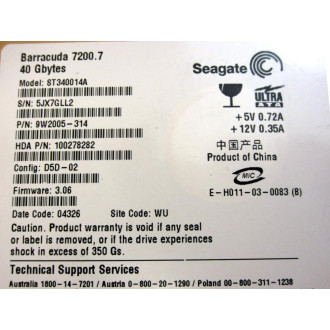 Barracuda 7200.7
40 Gbytes
Model: ST340014A
Seagate
S/N: 5JX7GLL2
ULTRA
ATA
P/N: 9W2005-314
+5V 0.72A
+12V 0.35A
HDA P/N: 100278282
中国产品
Product of China
Config: D5D-02
MIC
Firmware: 3.06
E-H011-03-0083 (B)
Date Code: 04326 Site Code: WU
Caution. Product warranty is void if any seal
or label is removed, or if the drive experiences
shock in excess of 350 Gs.
Technical Support Services
Australia 1800-14-7201 / Austria 0-800-20-1290 / Poland 00-800-311-1238